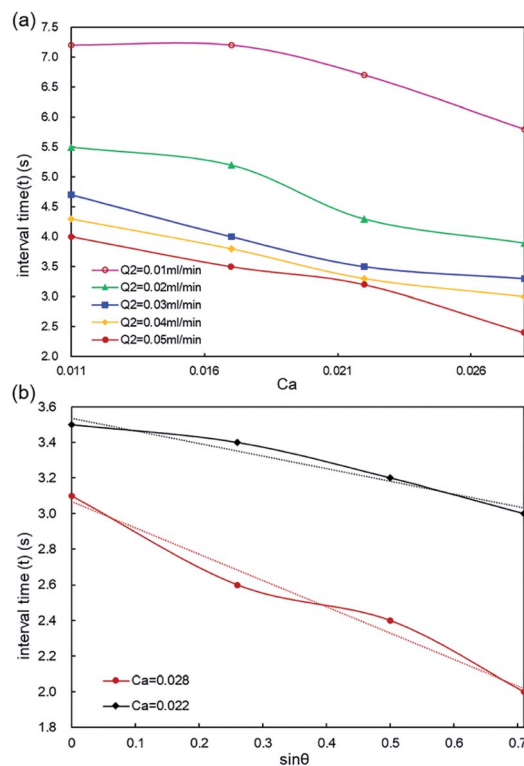 (a)
7.5
7.0
6.5
6.0
5.5
5.0
4.5
4.0
3.5
3.0
2.5
2.0
interval time(t) (s)
Q2=0.01ml/min
Q2=0.02ml/min
Q2=0.03ml/min
Q2=0.04ml/min
Q2=0.05ml/min
0.011 0.016 0.021 0.026
Ca
(b)
3.6
3.4
3.2
3.0
2.8
2.6
2.4
2.2
2.0
1.8
interval time (t) (s)
Ca=0.028
Ca=0.022
0 0.1 0.2 0.3 0.4 0.5 0.6 0.7
sinθ